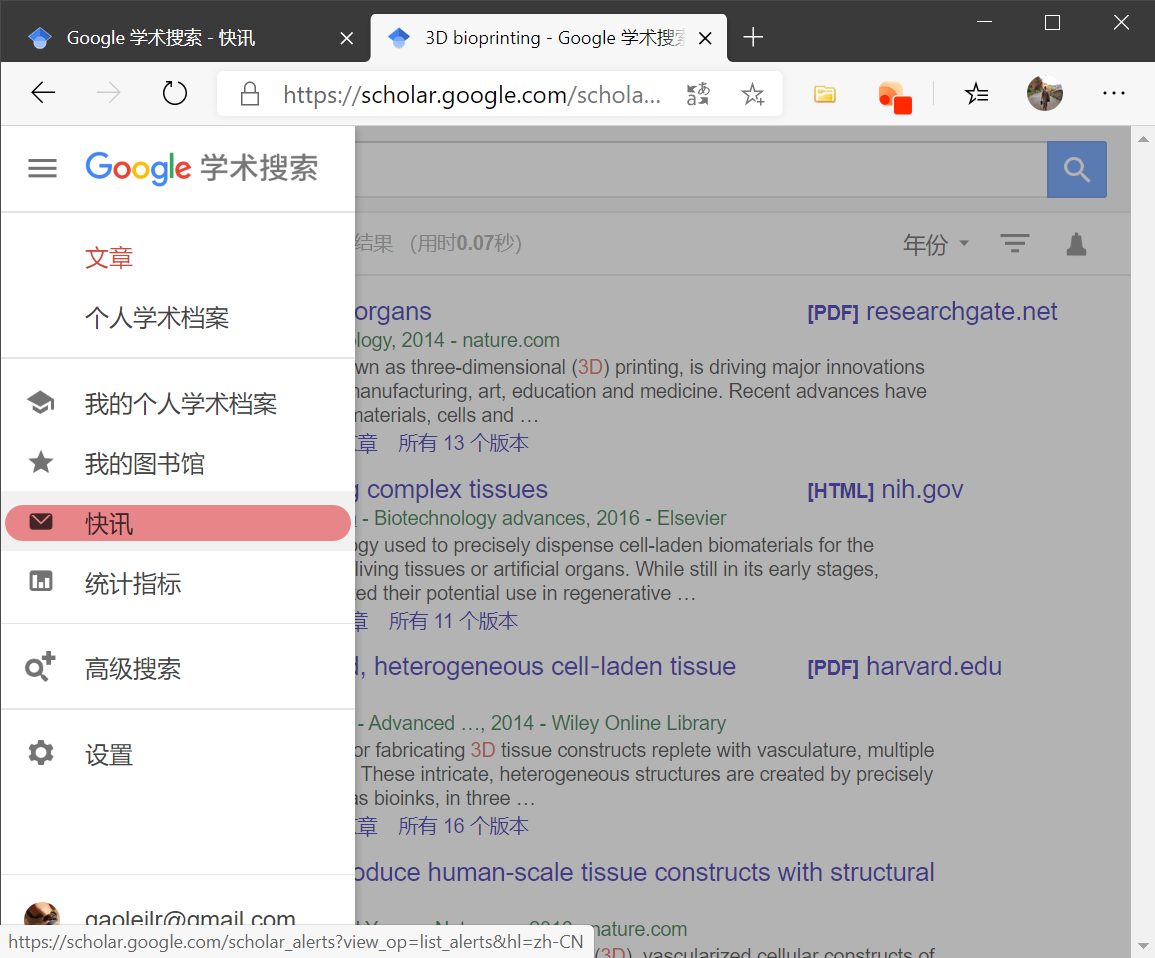 Google 学术搜索 - 快讯
3D bioprinting - Google 学术搜索
https://scholar.google.com/schola...
Google 学术搜索
文章
个人学术档案
我的个人学术档案
我的图书馆
快讯
统计指标
高级搜索
设置
gaoleilr@gmail.com
https://scholar.google.com/scholar_alerts?view_op=list_alerts&hl=zh-CN
结果 (用时0.07秒)
年份
organs
[PDF] researchgate.net
logy, 2014 - nature.com
wn as three-dimensional (3D) printing, is driving major innovations
manufacturing, art, education and medicine. Recent advances have
materials, cells and …
章 所有 13 个版本
complex tissues
[HTML] nih.gov
- Biotechnology advances, 2016 - Elsevier
gy used to precisely dispense cell-laden biomaterials for the
living tissues or artificial organs. While still in its early stages,
ed their potential use in regenerative …
章 所有 11 个版本
d, heterogeneous cell-laden tissue
[PDF] harvard.edu
- Advanced …, 2014 - Wiley Online Library
or fabricating 3D tissue constructs replete with vasculature, multiple
These intricate, heterogeneous structures are created by precisely
as bioinks, in three …
章 所有 16 个版本
oduce human-scale tissue constructs with structural
nature.com
(3D), vascularized cellular constructs of